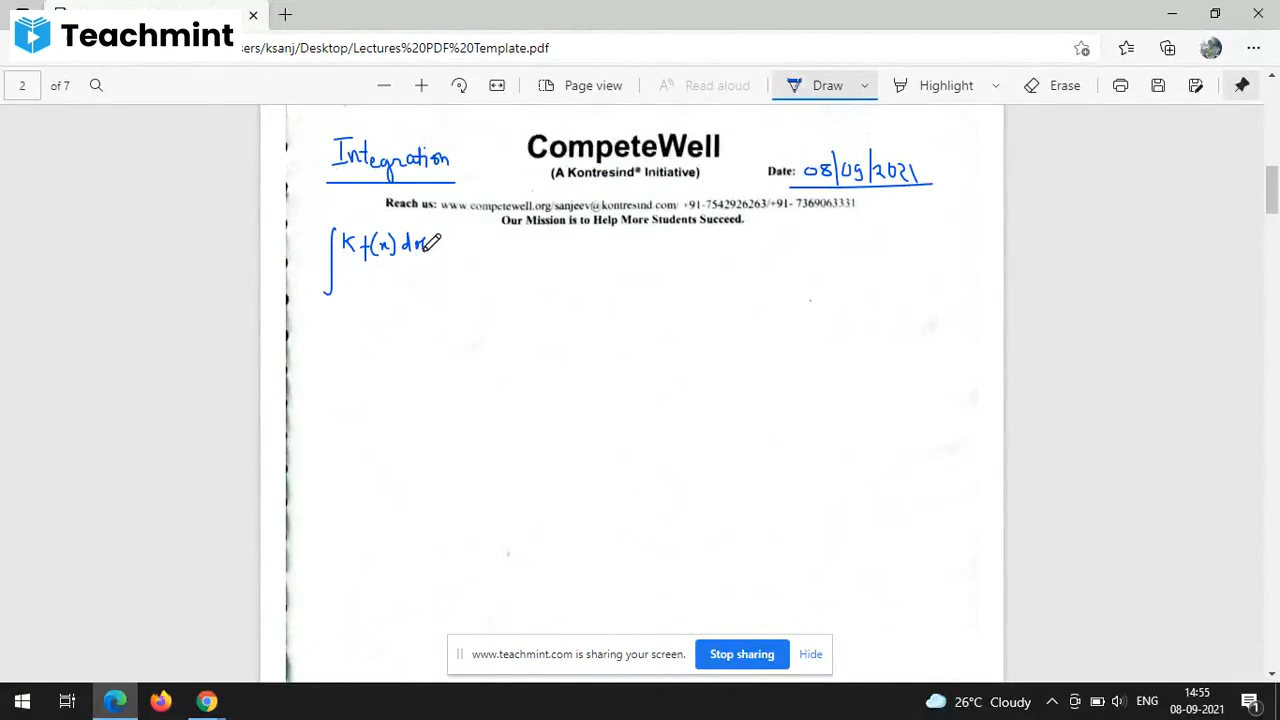 Teachmint
ersers/ksanj/Desktop/Lectures%20PDF%20Template.pdf
2 of 7 Page view Read aloud Draw Highlight Erase
Integration
CompeteWell
(A Kontresind® Initiative)
Date: 08/09/2021
Reach us: www.competewell.org/sanjeev@kontresind.com/ +91-7542926263/+91- 7369063331
Our Mission is to Help More Students Succeed.
∫ K f(x) dx
www.teachmint.com is sharing your screen. Stop sharing Hide
26°C Cloudy ENG 14:55
08-09-2021 1